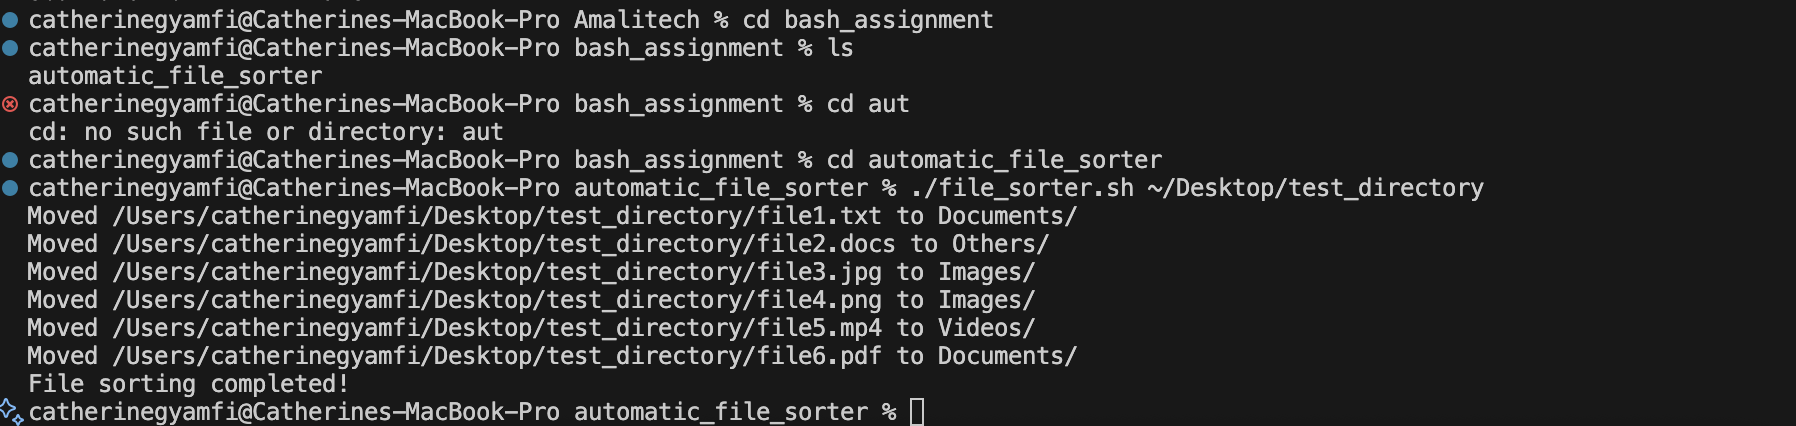 catherinegyamfi@Catherines-MacBook-Pro Amalitech % cd bash_assignment
catherinegyamfi@Catherines-MacBook-Pro bash_assignment % ls
automatic_file_sorter
catherinegyamfi@Catherines-MacBook-Pro bash_assignment % cd aut
cd: no such file or directory: aut
catherinegyamfi@Catherines-MacBook-Pro bash_assignment % cd automatic_file_sorter
catherinegyamfi@Catherines-MacBook-Pro automatic_file_sorter % ./file_sorter.sh ~/Desktop/test_directory
Moved /Users/catherinegyamfi/Desktop/test_directory/file1.txt to Documents/
Moved /Users/catherinegyamfi/Desktop/test_directory/file2.docs to Others/
Moved /Users/catherinegyamfi/Desktop/test_directory/file3.jpg to Images/
Moved /Users/catherinegyamfi/Desktop/test_directory/file4.png to Images/
Moved /Users/catherinegyamfi/Desktop/test_directory/file5.mp4 to Videos/
Moved /Users/catherinegyamfi/Desktop/test_directory/file6.pdf to Documents/
File sorting completed!
catherinegyamfi@Catherines-MacBook-Pro automatic_file_sorter %